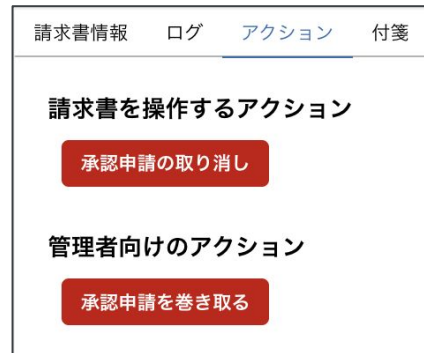 請求書情報 ログ アクション 付箋
請求書を操作するアクション
承認申請の取り消し
管理者向けのアクション
承認申請を巻き取る